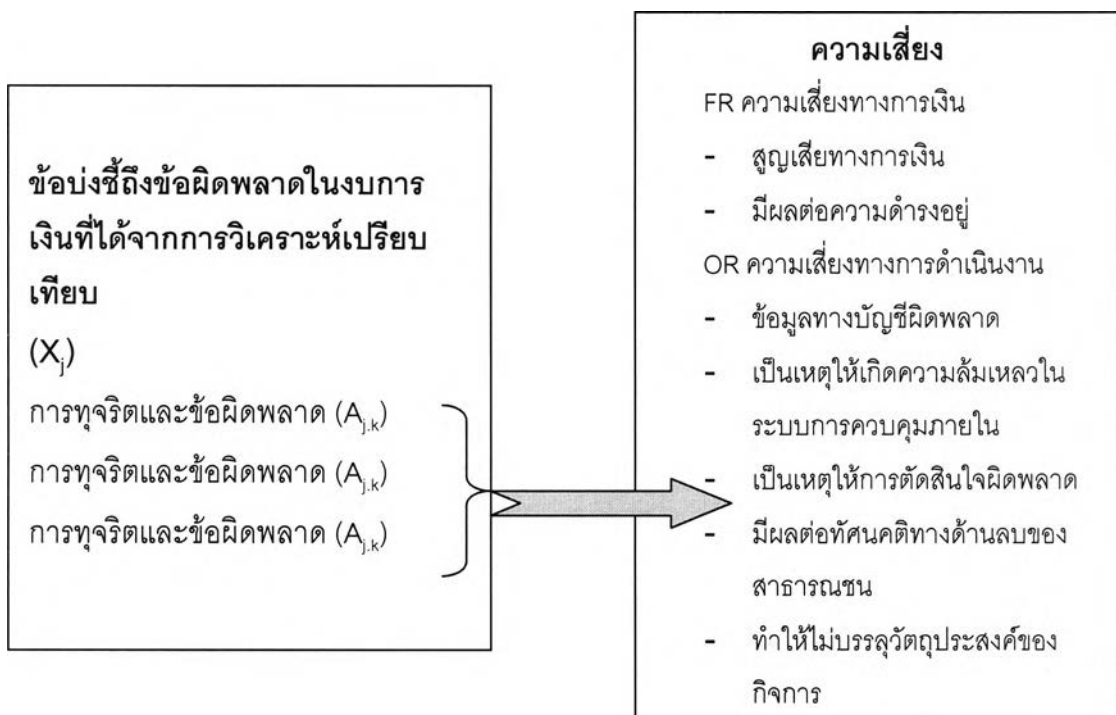 ข้อบ่งชี้ถึงข้อผิดพลาดในงบการ
เงินที่ได้จากการวิเคราะห์เปรียบ
เทียบ
(Xj)
การทุจริตและข้อผิดพลาด (Aj.k)
การทุจริตและข้อผิดพลาด (Aj.k)
การทุจริตและข้อผิดพลาด (Aj.k)
ความเสี่ยง
FR ความเสี่ยงทางการเงิน
- สูญเสียทางการเงิน
- มีผลต่อความดำรงอยู่
OR ความเสี่ยงทางการดำเนินงาน
- ข้อมูลทางบัญชีผิดพลาด
- เป็นเหตุให้เกิดความล้มเหลวใน
ระบบการควบคุมภายใน
- เป็นเหตุให้การตัดสินใจผิดพลาด
- มีผลต่อทัศนคติทางด้านลบของ
สาธารณชน
- ทำให้ไม่บรรลุวัตถุประสงค์ของ
กิจการ